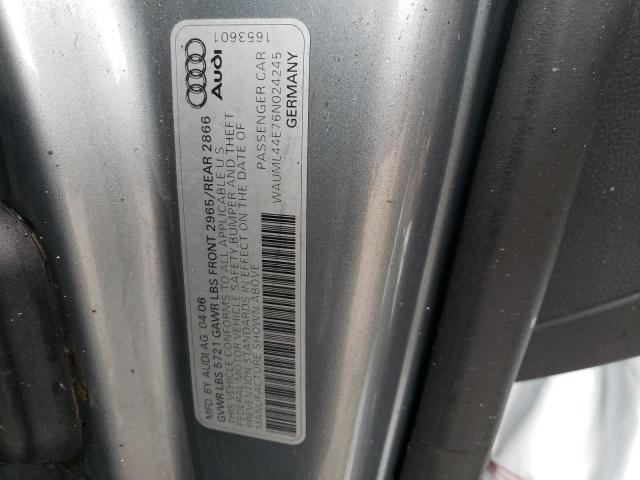 MFD BY AUDI AG 04 06
GVWR LBS 5721 GAWR LBS FRONT 2965/REAR 2866
THIS VEHICLE CONFORMS TO ALL APPLICABLE U S
FEDERAL MOTOR VEHICLE SAFETY BUMPER AND THEFT
PREVENTION STANDARDS IN EFFECT ON THE DATE OF
MANUFACTURE SHOWN ABOVE
PASSENGER CAR
WAUML44E76N024245
GERMANY
1653601
Audi